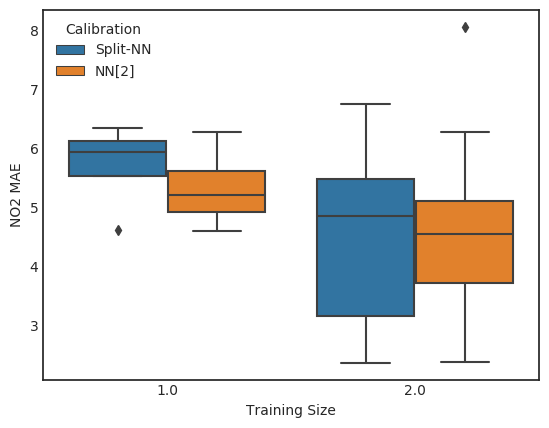 Calibration
Split-NN
NN[2]
8
7
6
5
4
3
NO2 MAE
1.0
2.0
Training Size